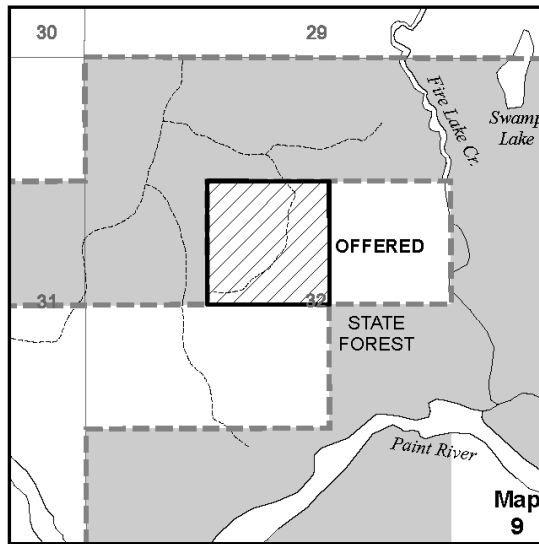 30
29
Fire Lake Cr.
Swamp
Lake
OFFERED
31
32
STATE
FOREST
Paint River
Map
9